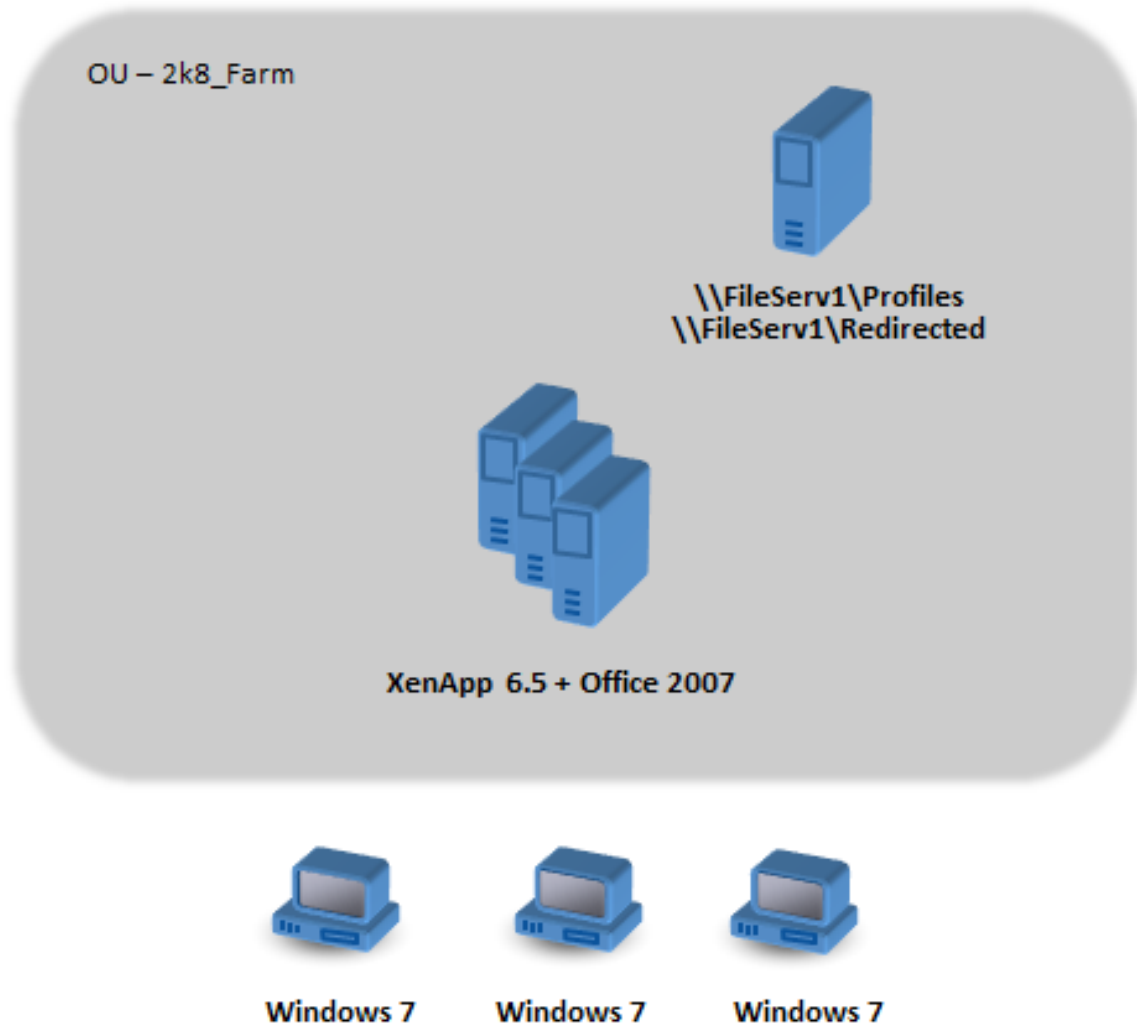 OU – 2k8_Farm
\\FileServ1\Profiles
\\FileServ1\Redirected
XenApp 6.5 + Office 2007
Windows 7
Windows 7
Windows 7